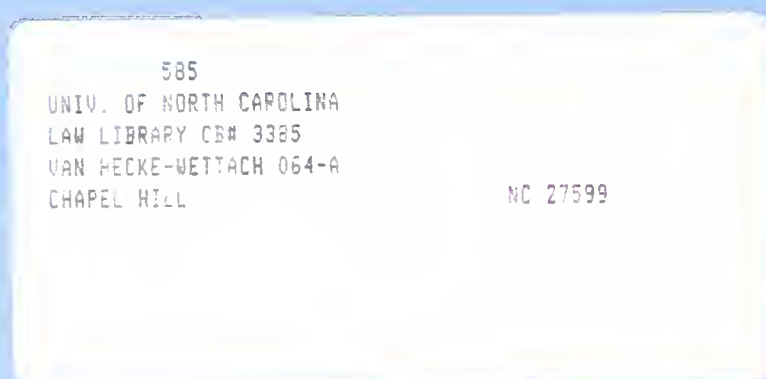 585
UNIV. OF NORTH CAROLINA
LAW LIBRARY CB# 3385
VAN HECKE-WETTACH 064-A
CHAPEL HILL NC 27599